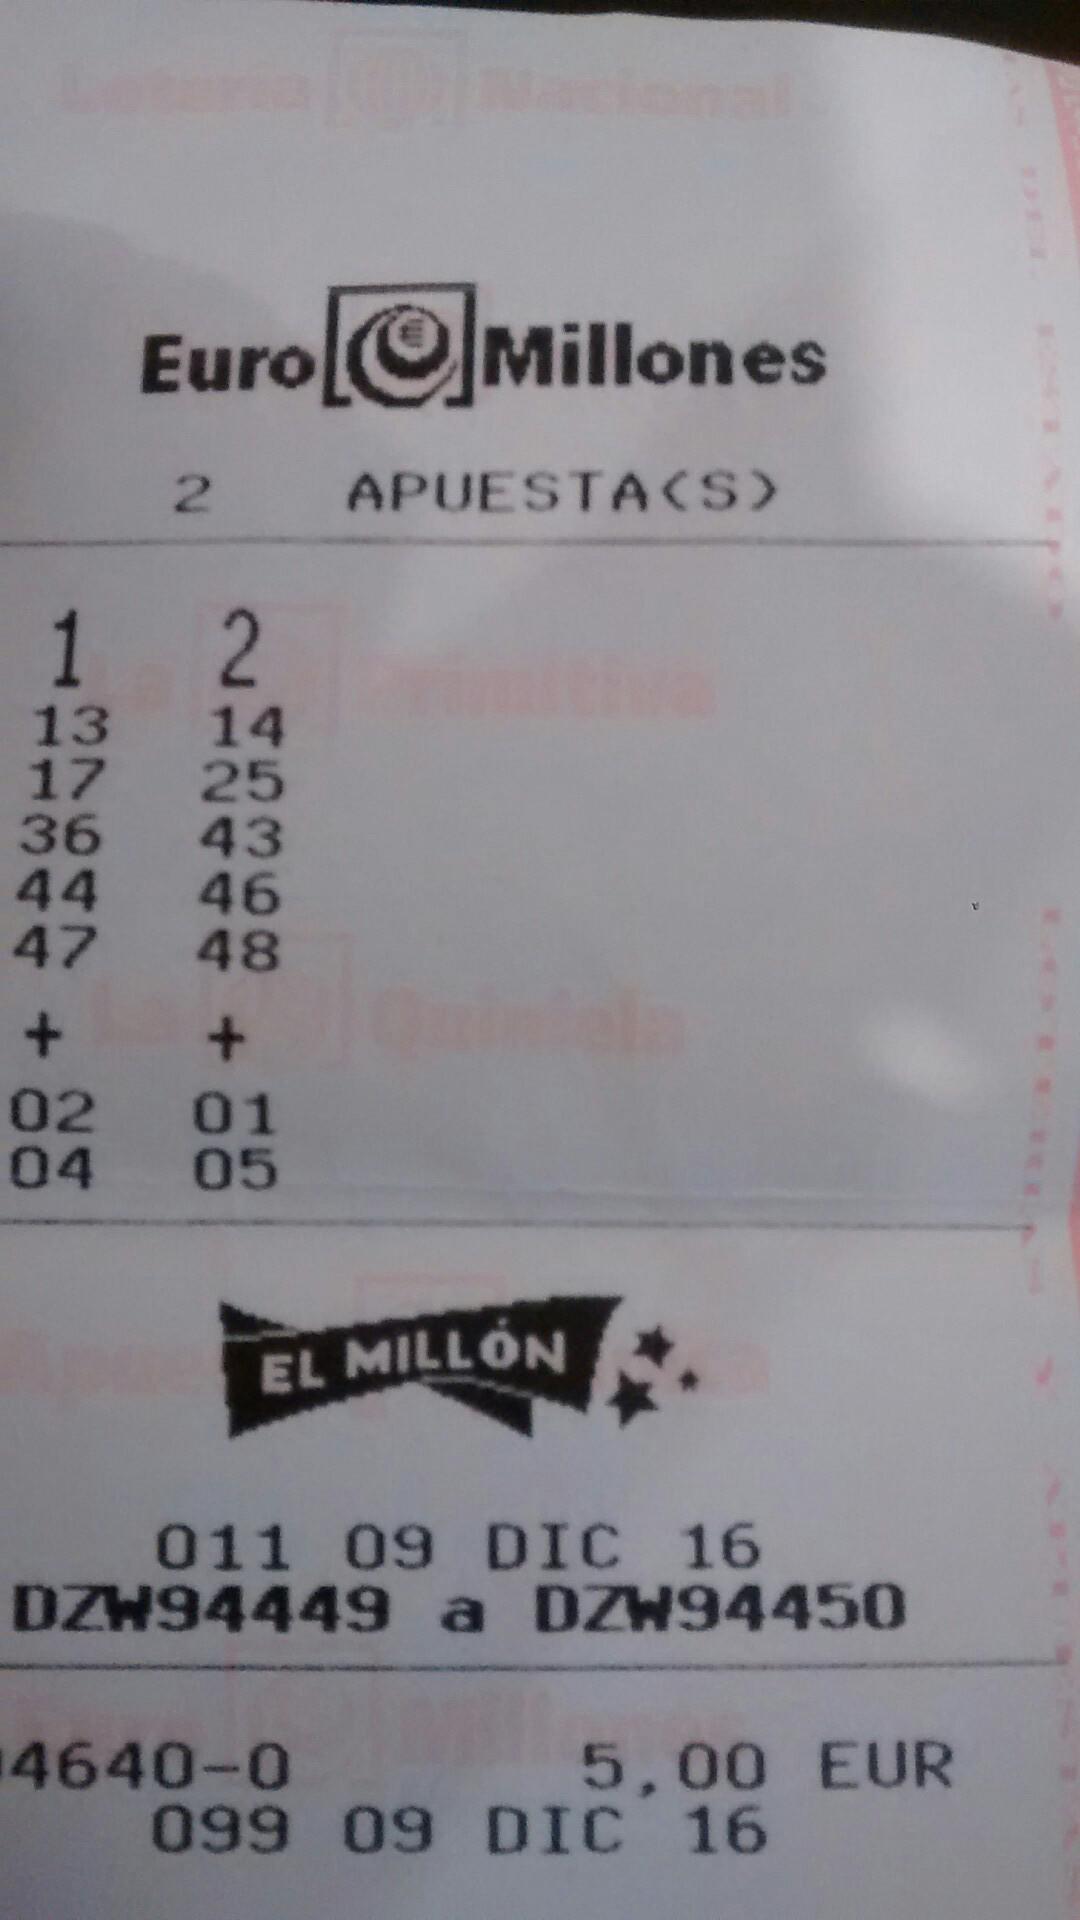 Lotería Nacional
Euro Millones
2 APUESTA(S)
1 2
13 14
17 25
36 43
44 46
47 48
+ +
02 01
04 05
La Primitiva
La Quiniela
EL MILLÓN
011 09 DIC 16
DZW94449 a DZW94450
4640-0 5,00 EUR
099 09 DIC 16